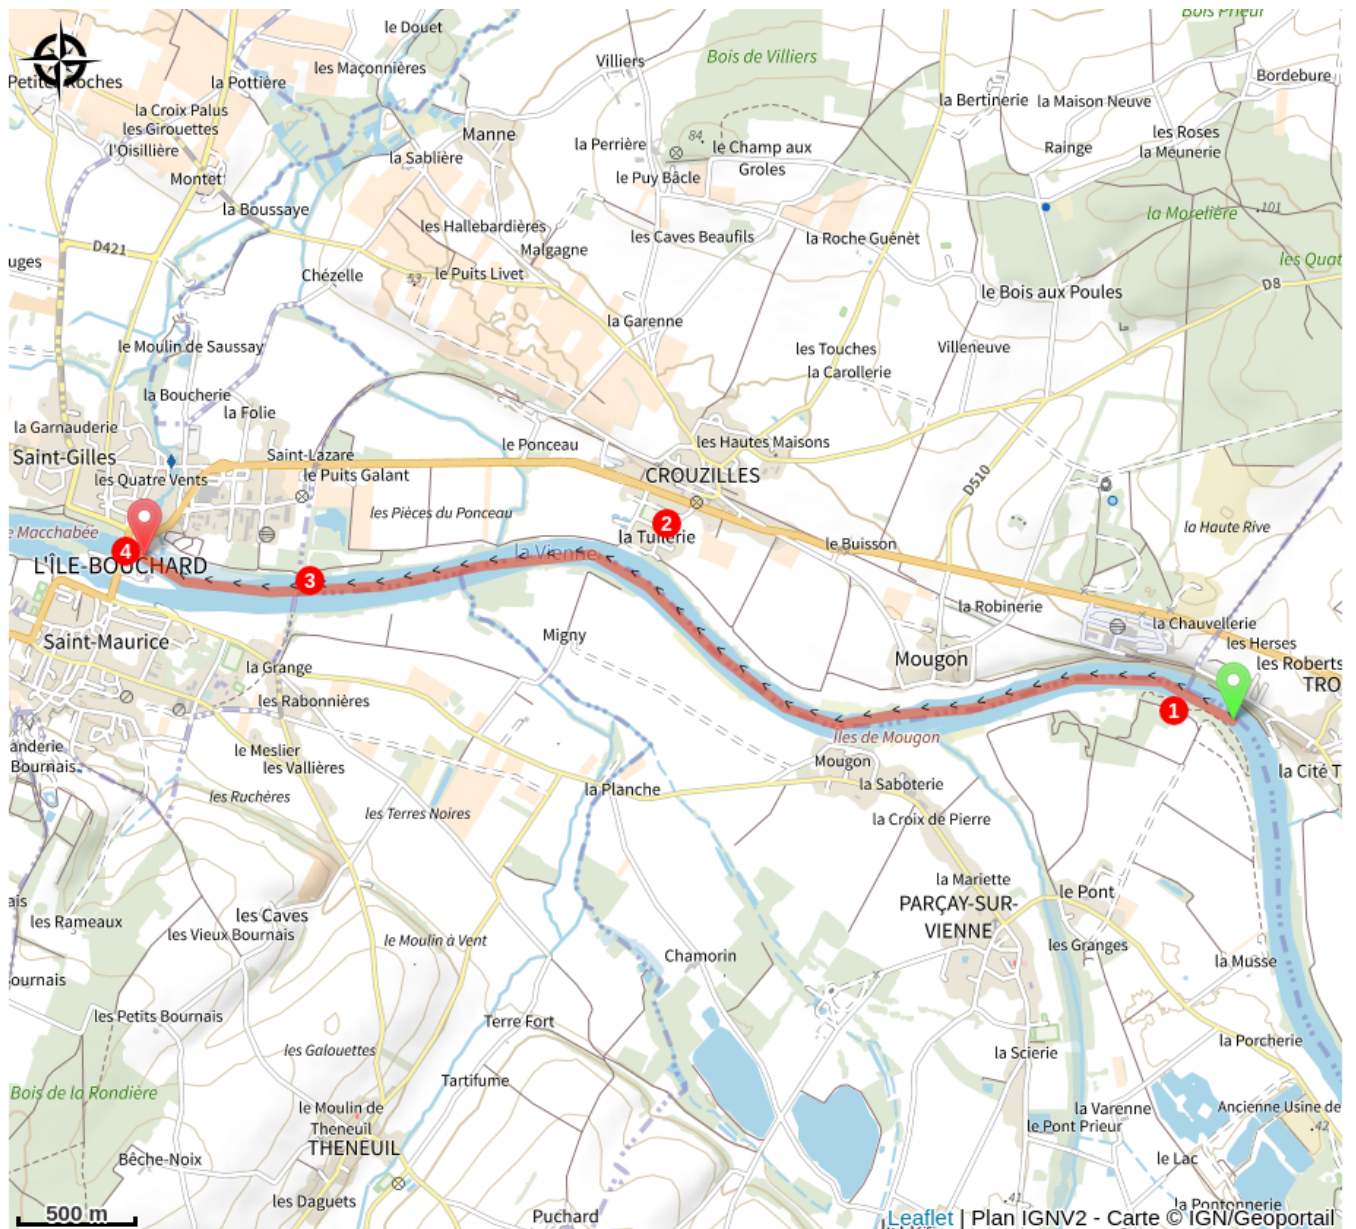 le Douet
Bois Prieur
les Maçonnières
Villiers
Bois de Villiers
Bordebure
Petites Roches
la Pottière
la Bertinerie
la Maison Neuve
la Croix Palus
les Girouettes
Manne
84
les Roses
l'Oisillière
la Sablière
la Perrière
le Champ aux
Groles
Rainge
la Meunerie
Montet
le Puy Bâcle
la Boussaye
la Morelière
101
les Hallebardières
les Caves Beaufils
la Roche Guénèt
D421
Malgagne
uges
Chézelle
53
le Puits Livet
les Quat
D8
le Bois aux Poules
la Garenne
le Moulin de Saussay
les Touches
Villeneuve
la Carollerie
la Boucherie
la Folie
la Garnauderie
le Ponceau
les Hautes Maisons
Saint-Gilles
Saint-Lazare
les Quatre Vents
le Puits Galant
CROUZILLES
D510
les Pièces du Ponceau
2
la Haute Rive
e Macchabée
la Tuilerie
le Buisson
4
la Vienne
L'ÎLE-BOUCHARD
3
la Robinerie
la Chauvellerie
Saint-Maurice
Migny
les Herses
la Grange
Mougon
les Roberts
TRO
les Rabonnières
1
Îles de Mougon
anderie
Bournais
le Meslier
les Vallières
Mougon
la Cité T
les Ruchères
la Planche
la Saboterie
les Terres Noires
la Croix de Pierre
la Mariette
le Pont
ais
les Rameaux
les Caves
PARÇAY-SUR-
VIENNE
les Vieux Bournais
le Moulin à Vent
les Granges
Chamorin
la Musse
ournais
les Petits Bournais
Terre Fort
les Galouettes
la Scierie
la Porcherie
Bois de la Rondière
Tartifume
le Moulin de
Theneuil
la Varenne
Ancienne Usine de
le Pont Prieur
42
THENEUIL
Bêche-Noix
le Lac
les Daguets
41
la Pontonnerie
500 m
Puchard
Leaflet | Plan IGNV2 - Carte © IGN/Geoportail